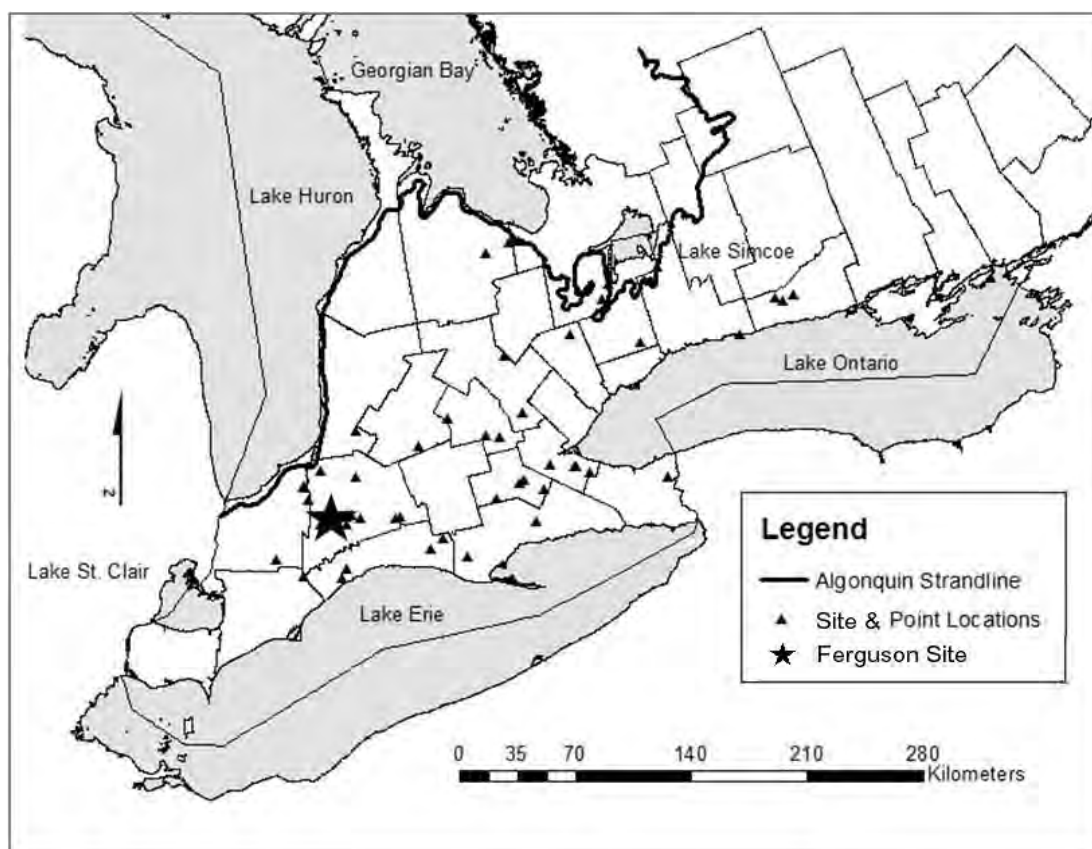 Georgian Bay
Lake Huron
Lake Simcoe
Lake Ontario
N
Lake St. Clair
Lake Erie
Legend
Algonquin Strandline
Site & Point Locations
Ferguson Site
0 35 70 140 210 280
Kilometers